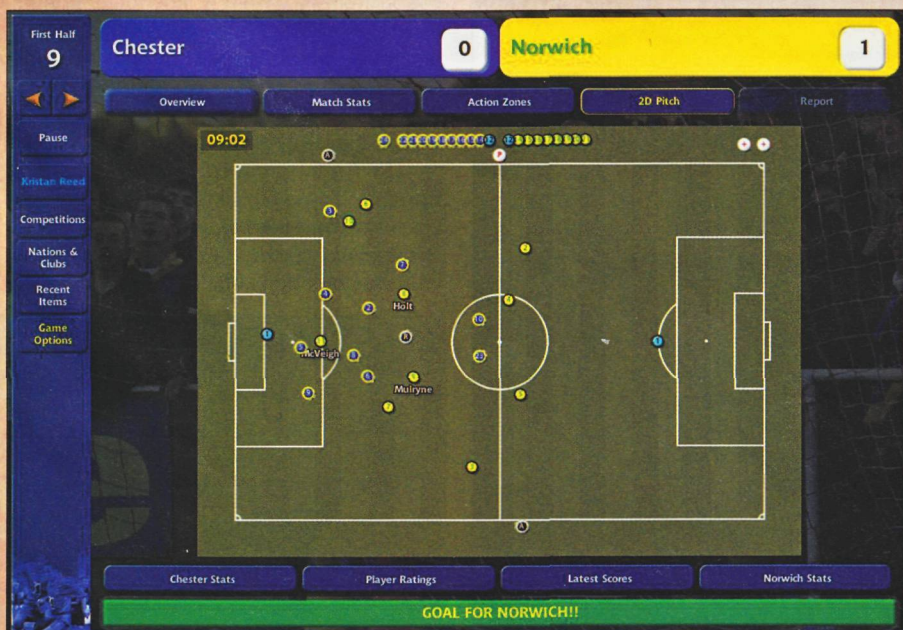 First Half
9
Chester
0
Norwich
1
Overview
Match Stats
Action Zones
2D Pitch
Report
Pause
Kristan Reed
Competitions
Nations &
Clubs
Recent
Items
Game
Options
09:02
A
P
Holt
R
McVeigh
Mulryne
A
Chester Stats
Player Ratings
Latest Scores
Norwich Stats
GOAL FOR NORWICH!!